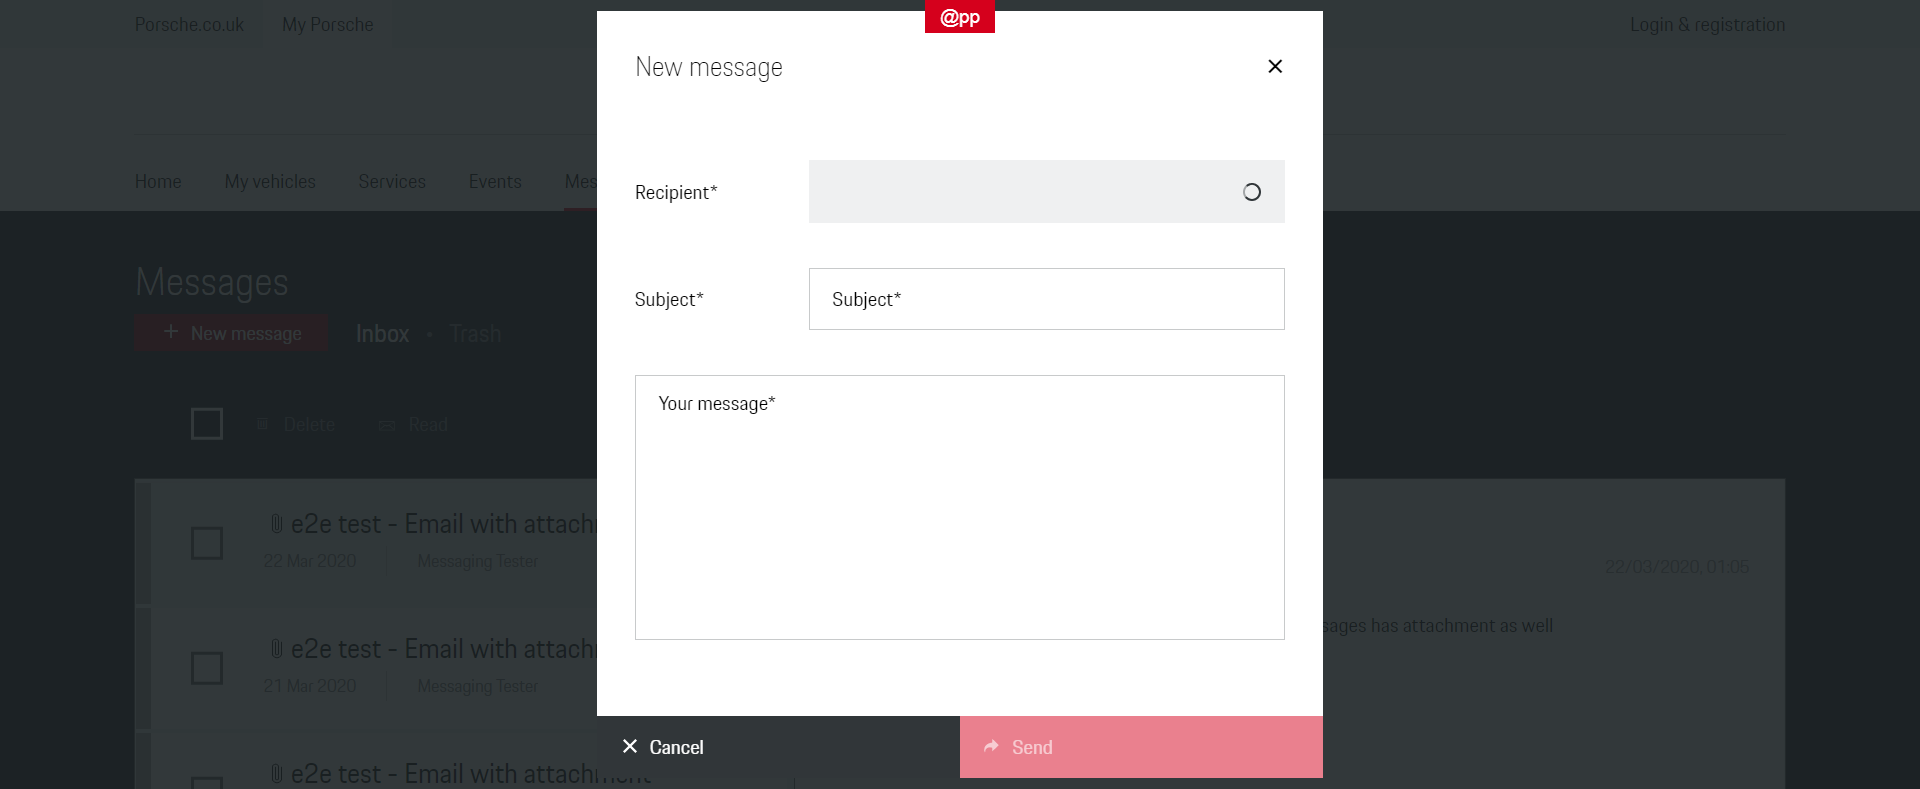 Porsche.co.uk
My Porsche
@pp
Login & registration
New message
Home
My vehicles
Services
Events
Mes
Recipient*
Messages
Subject*
Subject*
New message
Inbox
Trash
Your message*
Delete
Read
e2e test - Email with attachm
22 Mar 2020
Messaging Tester
22/03/2020, 01:05
sages has attachment as well
e2e test - Email with attachm
21 Mar 2020
Messaging Tester
Cancel
Send
e2e test - Email with attachment